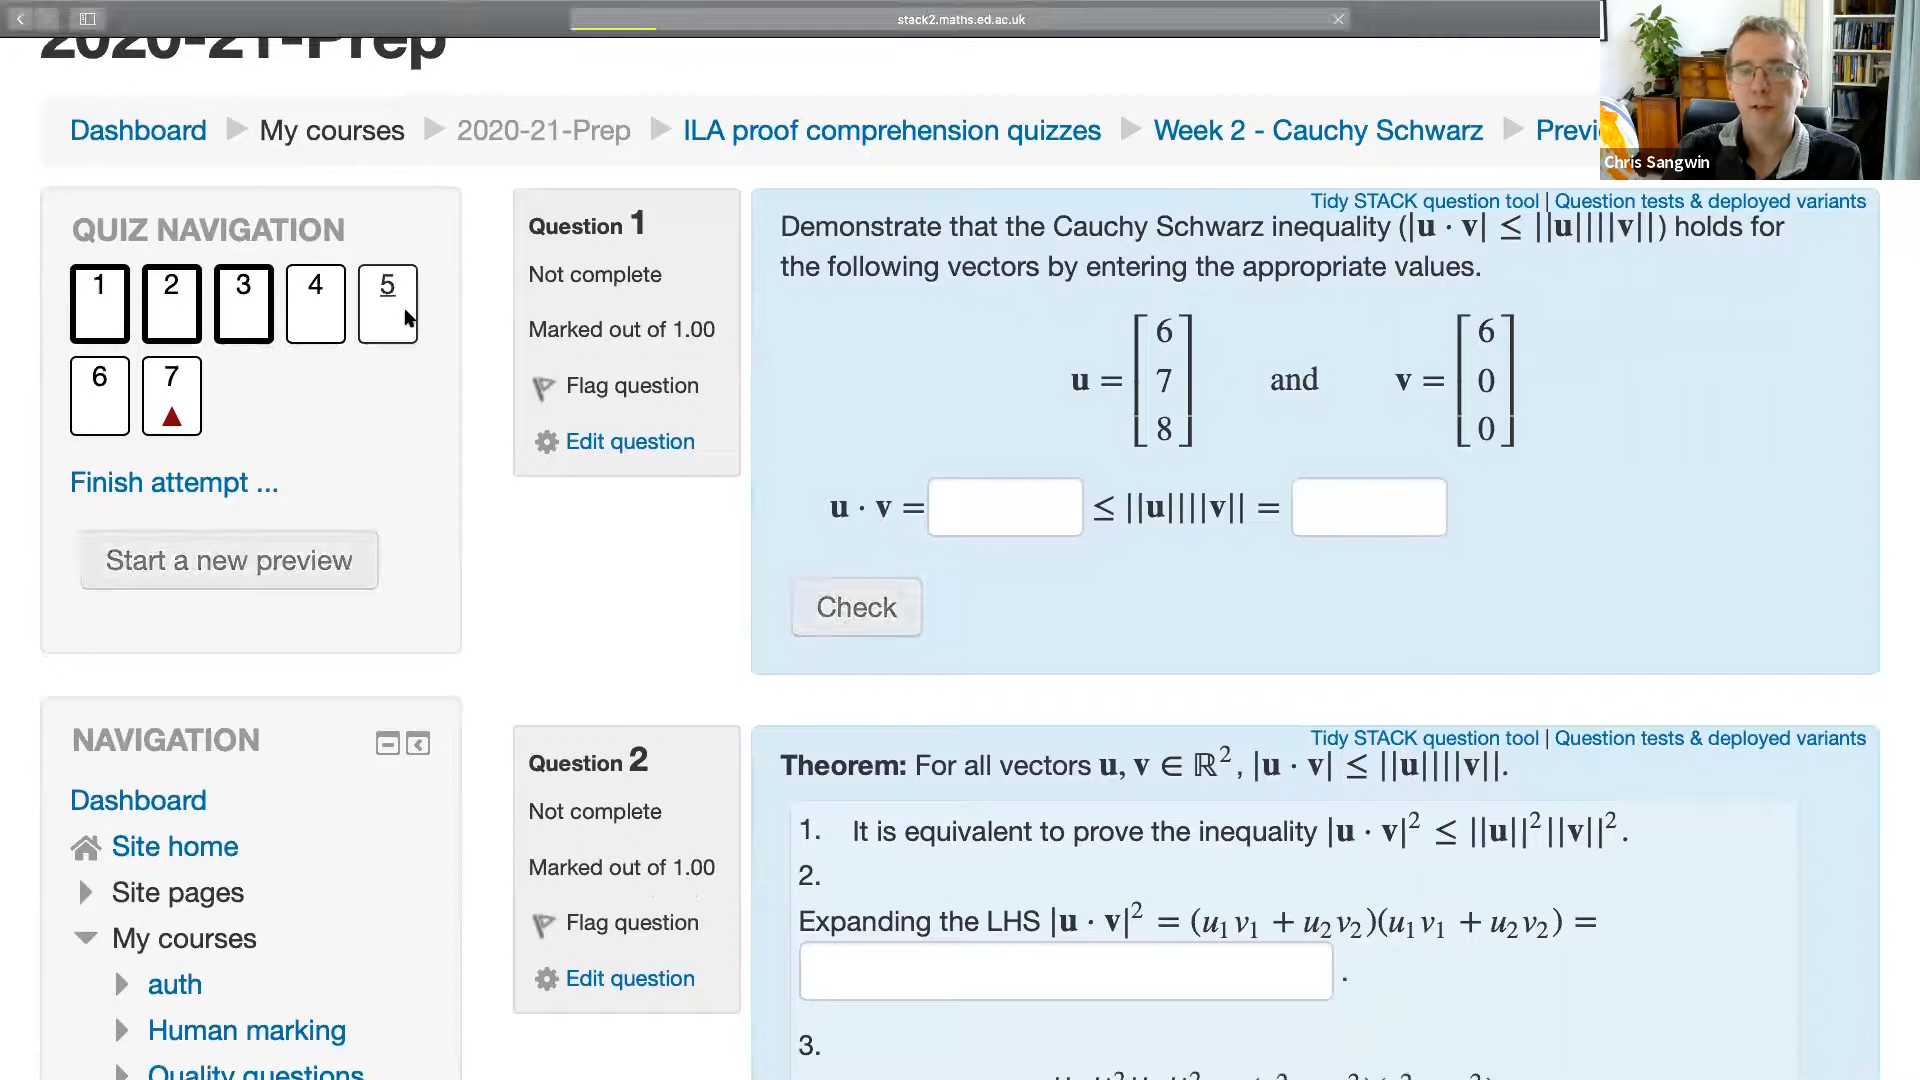 stack2.maths.ed.ac.uk
2020-21-Prep
Dashboard My courses 2020-21-Prep ILA proof comprehension quizzes Week 2 - Cauchy Schwarz Previ
Chris Sangwin
QUIZ NAVIGATION
1 2 3 4 5
6 7
Finish attempt ...
Start a new preview
Question 1
Not complete
Marked out of 1.00
Flag question
Edit question
Tidy STACK question tool | Question tests & deployed variants
Demonstrate that the Cauchy Schwarz inequality (|u · v| ≤ ||u||||v||) holds for
the following vectors by entering the appropriate values.
u = [6 7 8] and v = [6 0 0]
u · v = ≤ ||u||||v|| =
Check
NAVIGATION
Dashboard
Site home
Site pages
My courses
auth
Human marking
Quality questions
Question 2
Not complete
Marked out of 1.00
Flag question
Edit question
Tidy STACK question tool | Question tests & deployed variants
Theorem: For all vectors u, v ∈ ℝ², |u · v| ≤ ||u||||v||.
1. It is equivalent to prove the inequality |u · v|² ≤ ||u||²||v||².
2.
Expanding the LHS |u · v|² = (u₁v₁ + u₂v₂)(u₁v₁ + u₂v₂) =
.
3.